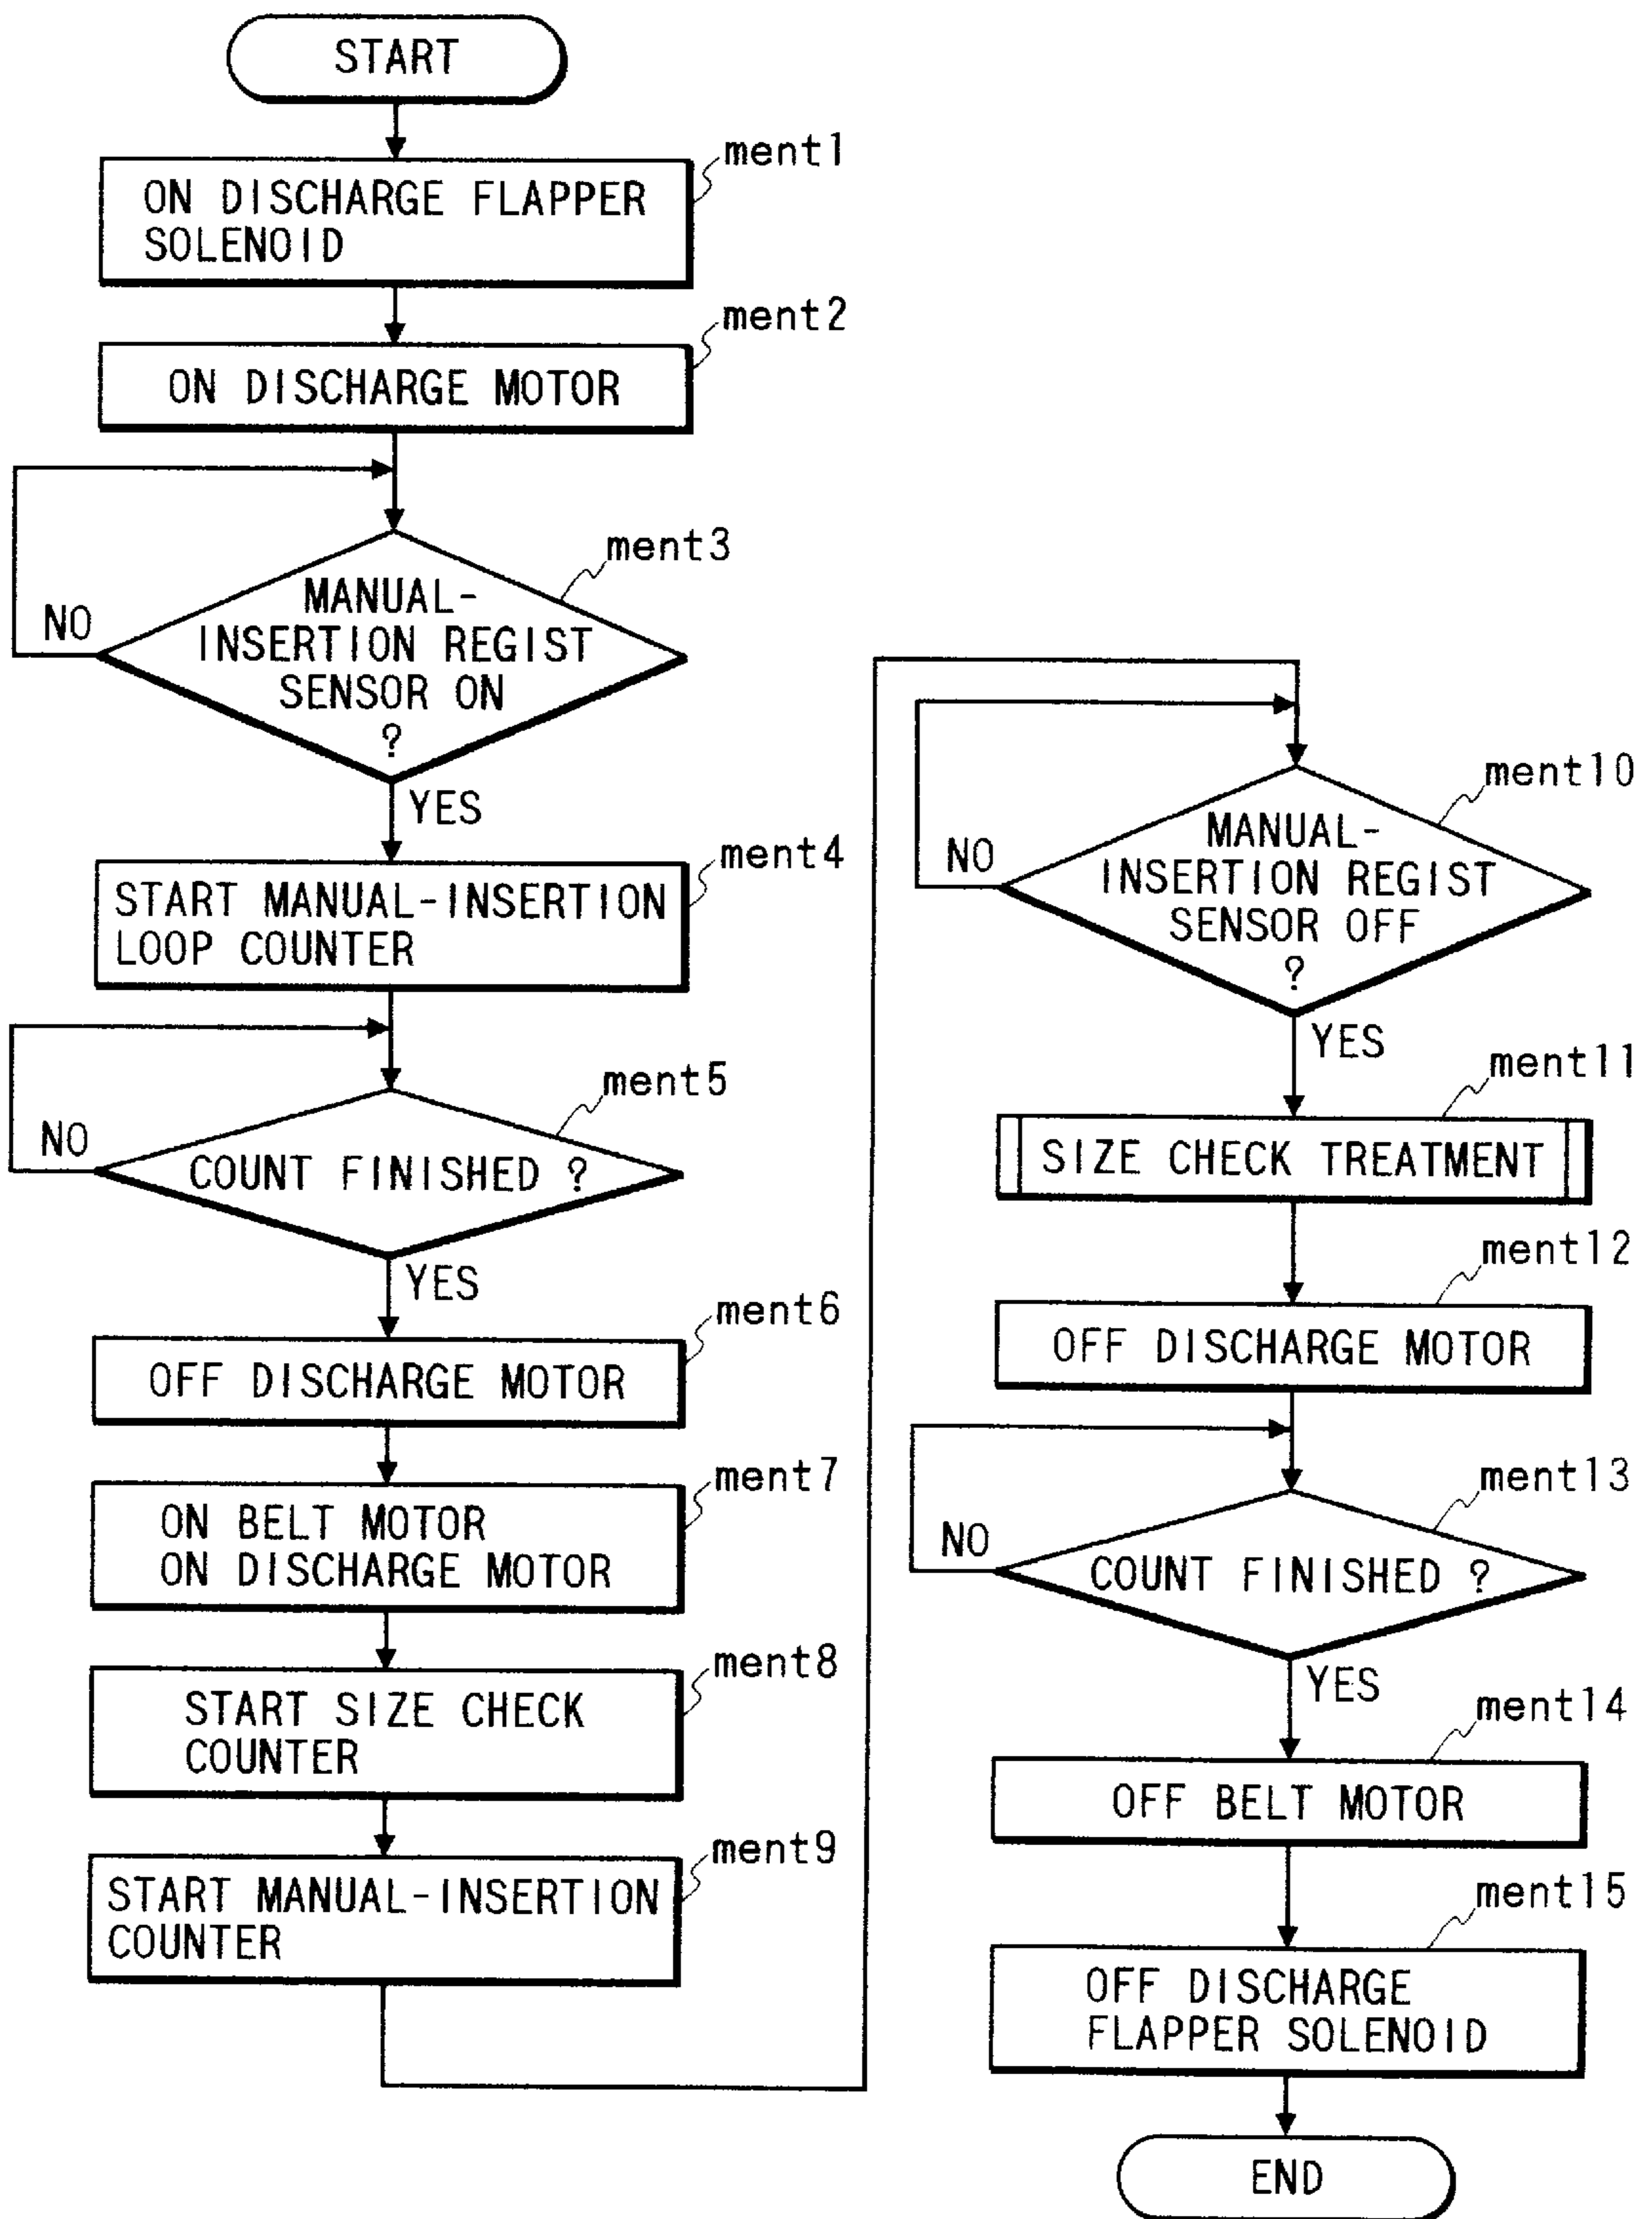 START
ment1
ON DISCHARGE FLAPPER
SOLENOID
ment2
ON DISCHARGE MOTOR
ment3
MANUAL-
INSERTION REGIST
SENSOR ON
?
NO
YES
ment4
START MANUAL-INSERTION
LOOP COUNTER
ment5
COUNT FINISHED ?
NO
YES
ment6
OFF DISCHARGE MOTOR
ment7
ON BELT MOTOR
ON DISCHARGE MOTOR
ment8
START SIZE CHECK
COUNTER
ment9
START MANUAL-INSERTION
COUNTER
ment10
MANUAL-
INSERTION REGIST
SENSOR OFF
?
NO
YES
ment11
SIZE CHECK TREATMENT
ment12
OFF DISCHARGE MOTOR
ment13
COUNT FINISHED ?
NO
YES
ment14
OFF BELT MOTOR
ment15
OFF DISCHARGE
FLAPPER SOLENOID
END